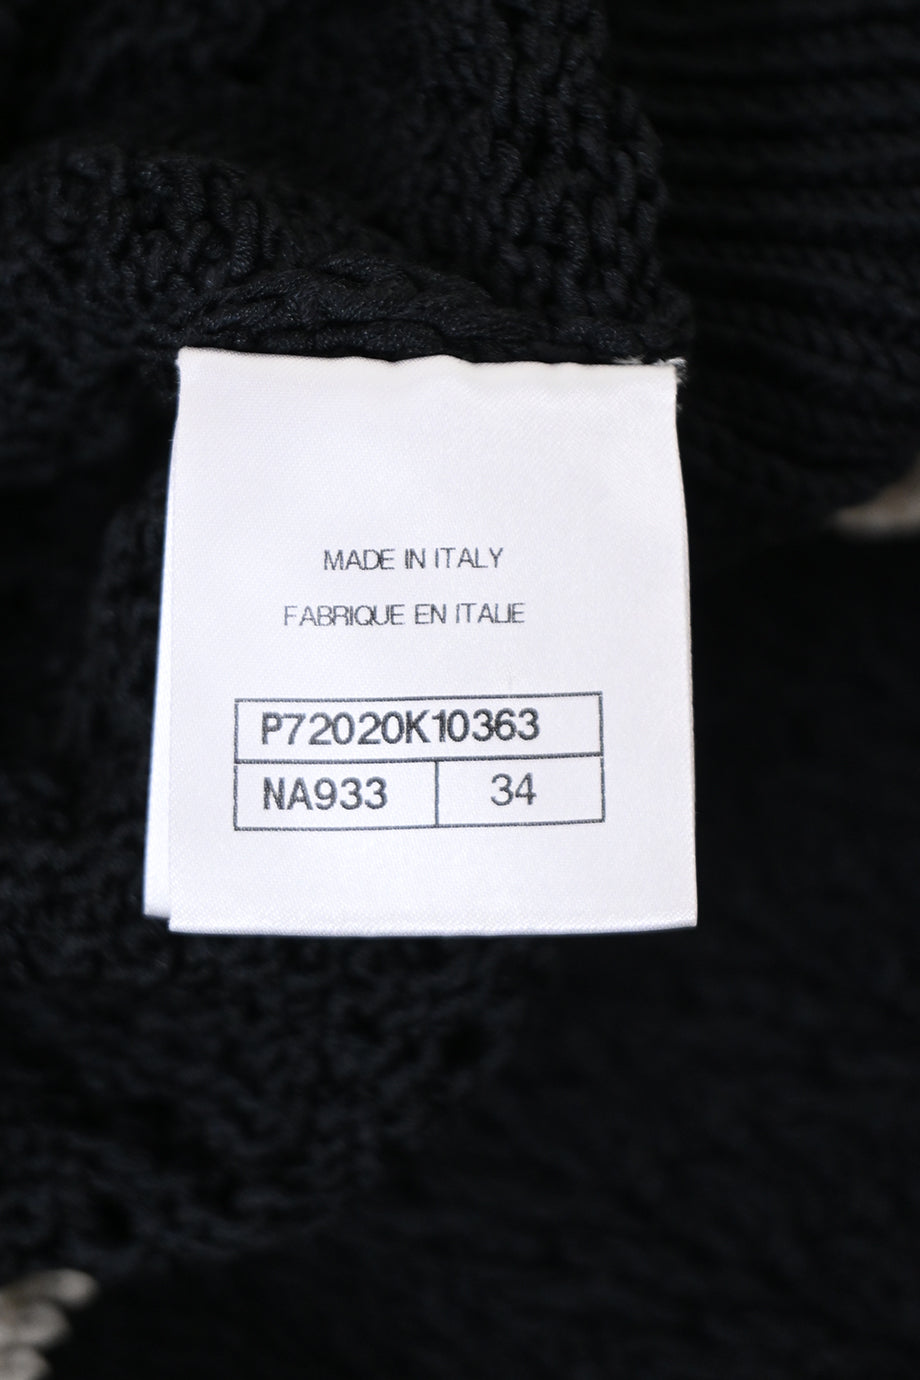 MADE IN ITALY
FABRIQUE EN ITALIE
P72020K10363
NA933 34